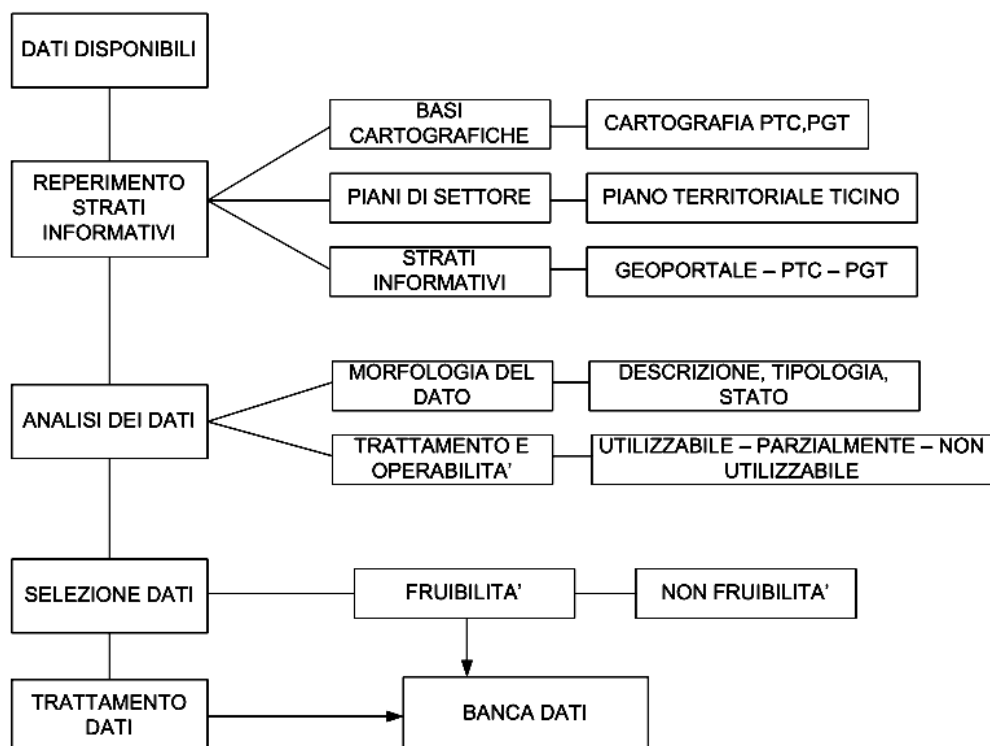 DATI DISPONIBILI
BASI
CARTOGRAFICHE
CARTOGRAFIA PTC,PGT
REPERIMENTO
STRATI
INFORMATIVI
PIANI DI SETTORE
PIANO TERRITORIALE TICINO
STRATI
INFORMATIVI
GEOPORTALE – PTC – PGT
ANALISI DEI DATI
MORFOLOGIA DEL
DATO
DESCRIZIONE, TIPOLOGIA,
STATO
TRATTAMENTO E
OPERABILITA’
UTILIZZABILE – PARZIALMENTE – NON
UTILIZZABILE
SELEZIONE DATI
FRUIBILITA’
NON FRUIBILITA’
TRATTAMENTO
DATI
BANCA DATI